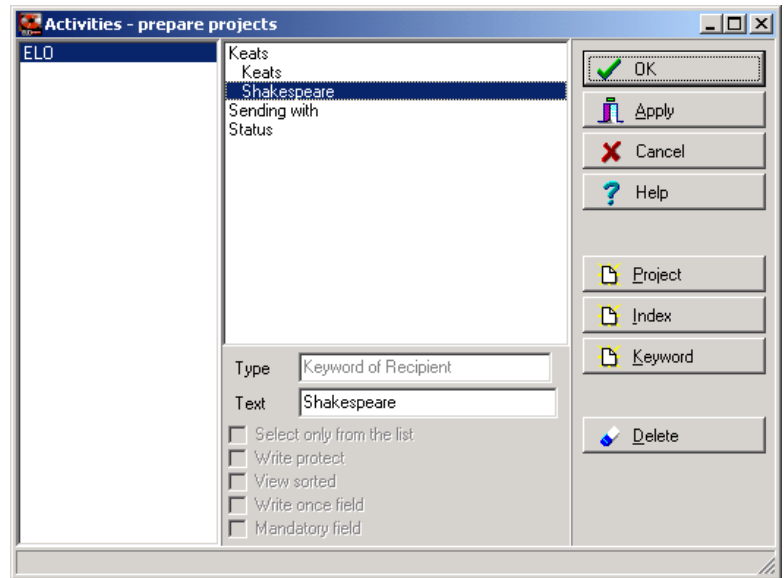 Activities - prepare projects
ELO
Keats
Keats
Shakespeare
Sending with
Status
Type Keyword of Recipient
Text Shakespeare
Select only from the list
Write protect
View sorted
Write once field
Mandatory field
OK
Apply
Cancel
Help
Project
Index
Keyword
Delete